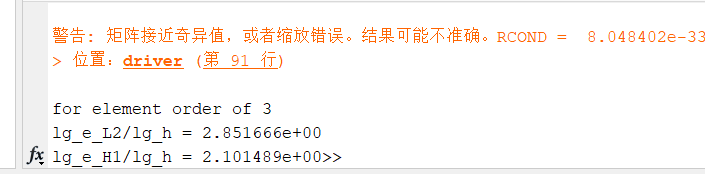 警告: 矩阵接近奇异值，或者缩放错误。结果可能不准确。RCOND =  8.048402e-33
> 位置: driver (第 91 行)
for element order of 3
lg_e_L2/lg_h = 2.851666e+00
fx lg_e_H1/lg_h = 2.101489e+00>>